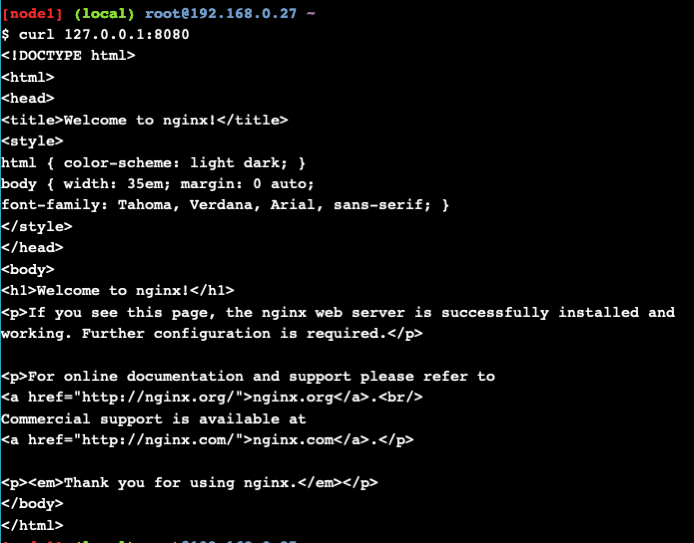 [node1] (local) root@192.168.0.27 ~
$ curl 127.0.0.1:8080
<!DOCTYPE html>
<html>
<head>
<title>Welcome to nginx!</title>
<style>
html { color-scheme: light dark; }
body { width: 35em; margin: 0 auto;
font-family: Tahoma, Verdana, Arial, sans-serif; }
</style>
</head>
<body>
<h1>Welcome to nginx!</h1>
<p>If you see this page, the nginx web server is successfully installed and
working. Further configuration is required.</p>

<p>For online documentation and support please refer to
<a href="http://nginx.org/">nginx.org</a>.<br/>
Commercial support is available at
<a href="http://nginx.com/">nginx.com</a>.</p>

<p><em>Thank you for using nginx.</em></p>
</body>
</html>